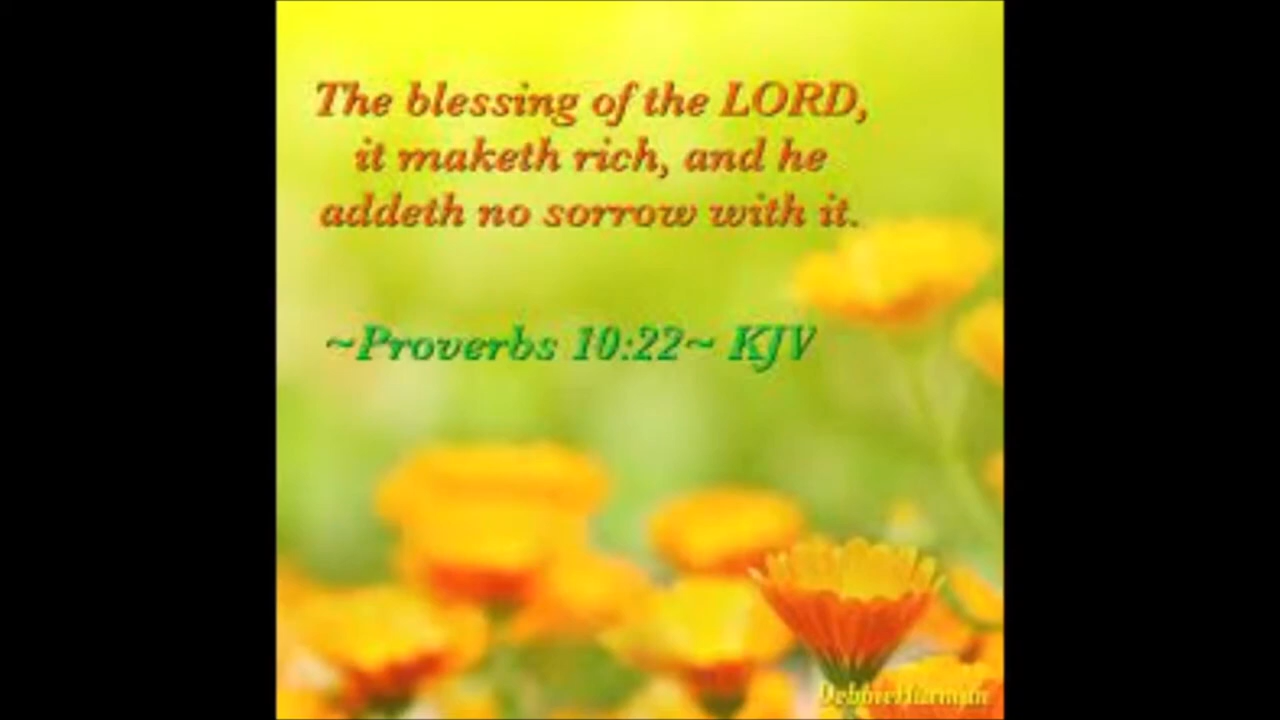 The blessing of the LORD,
it maketh rich, and he
addeth no sorrow with it.
~Proverbs 10:22~ KJV